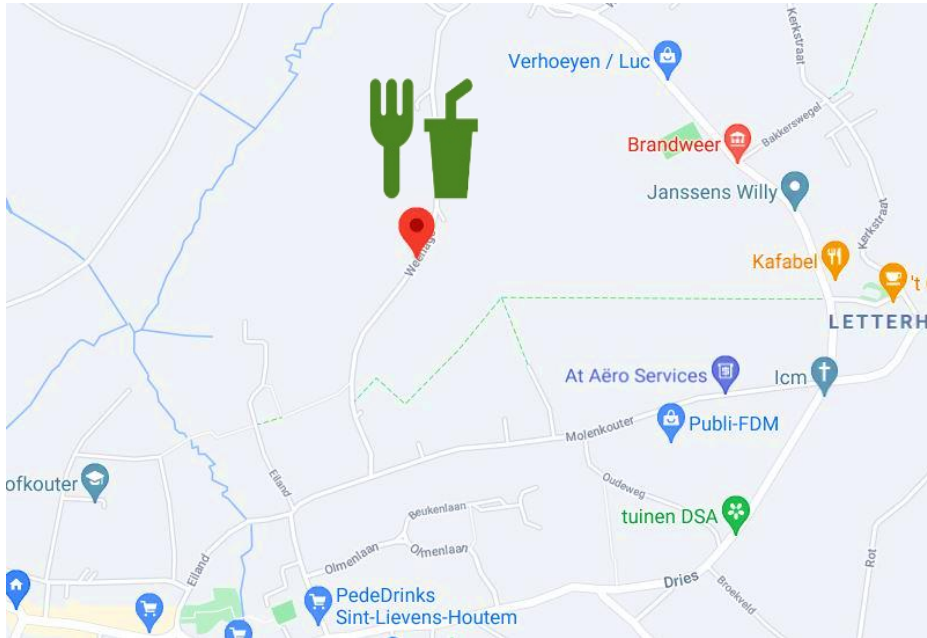 Kerkstraat
Verhoeyen / Luc
Bakkerswegel
Brandweer
Janssens Willy
Kerkstraat
Kafabel
't
LETTERH
At Aëro Services
Icm
Publi-FDM
Molenkouter
ofkouter
Eiland
Oudeweg
Beukenlaan
tuinen DSA
Olmenlaan
Olmenlaan
Eiland
Rot
Dries
Broekveld
PedeDrinks
Sint-Lievens-Houtem